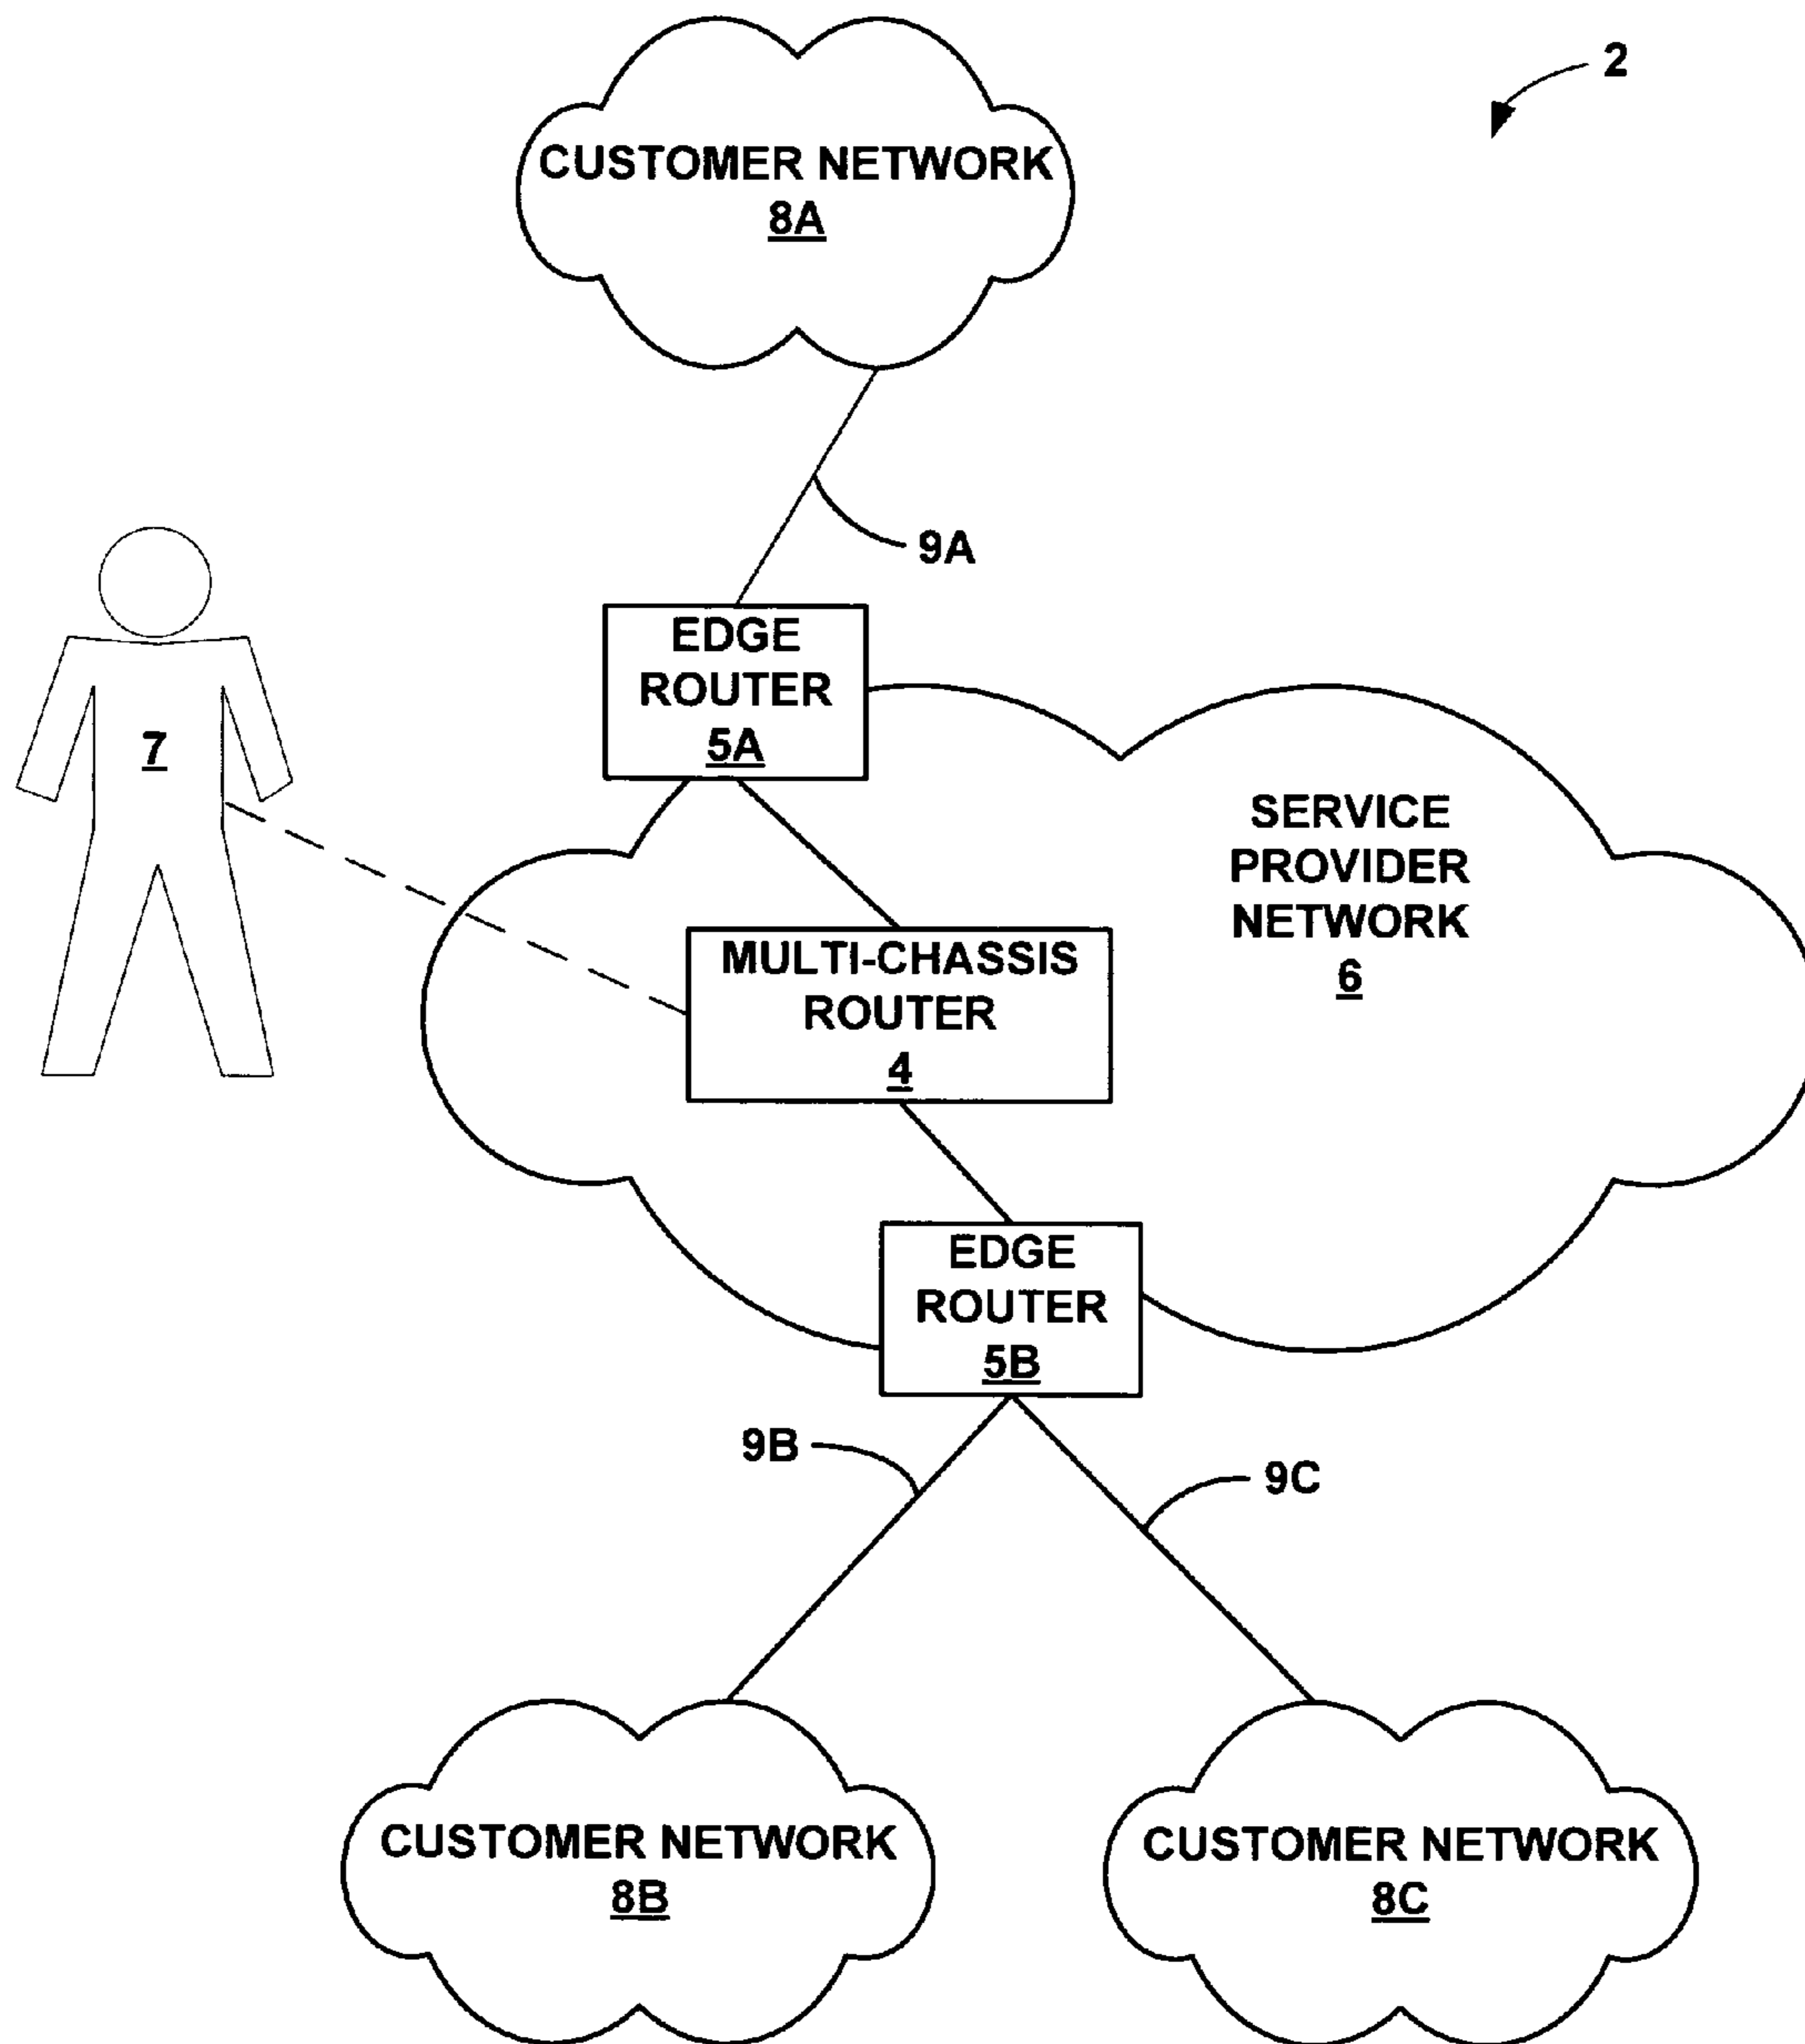 2
CUSTOMER NETWORK
8A
9A
EDGE
ROUTER
5A
7
SERVICE
PROVIDER
NETWORK
6
MULTI-CHASSIS
ROUTER
4
EDGE
ROUTER
5B
9B
9C
CUSTOMER NETWORK
8B
CUSTOMER NETWORK
8C